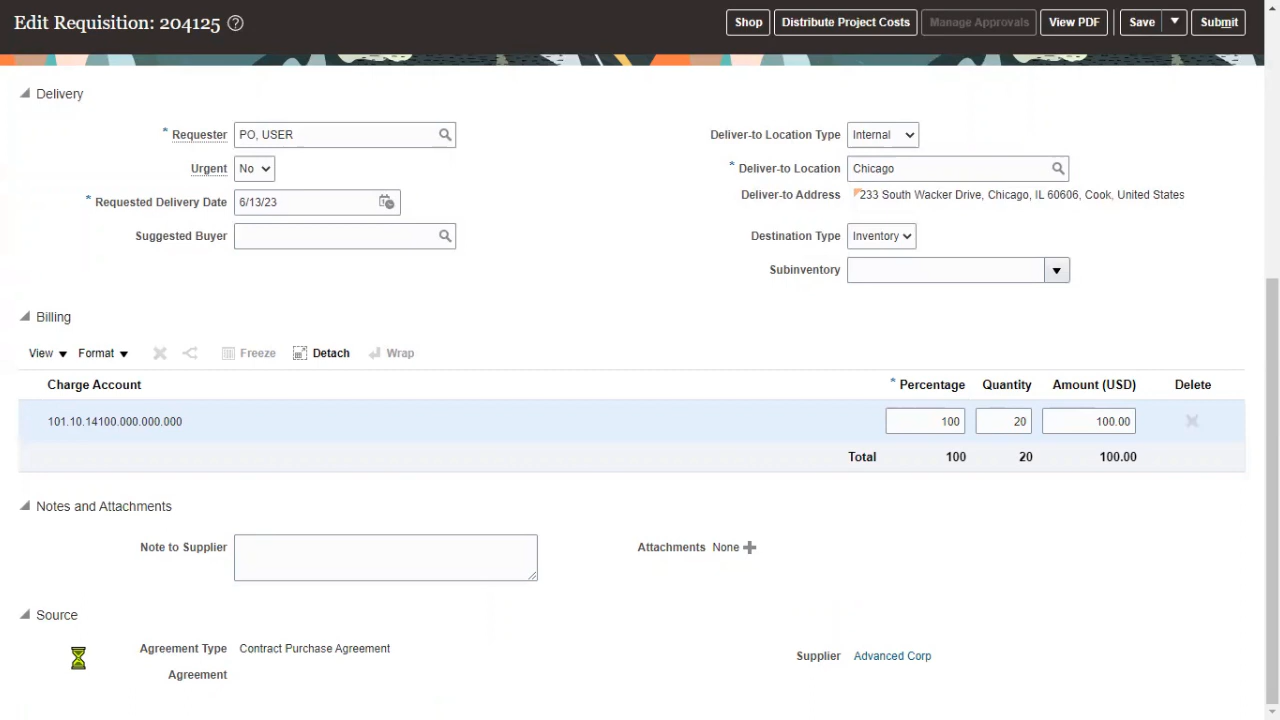 Edit Requisition: 204125 ?
Shop Distribute Project Costs Manage Approvals View PDF Save Submit
Delivery
* Requester PO, USER
Deliver-to Location Type Internal
Urgent No
* Deliver-to Location Chicago
* Requested Delivery Date 6/13/23
Deliver-to Address 233 South Wacker Drive, Chicago, IL 60606, Cook, United States
Suggested Buyer
Destination Type Inventory
Subinventory
Billing
View Format Freeze Detach Wrap
Charge Account * Percentage Quantity Amount (USD) Delete
101.10.14100.000.000.000 100 20 100.00
Total 100 20 100.00
Notes and Attachments
Note to Supplier
Attachments None
Source
Agreement Type Contract Purchase Agreement
Supplier Advanced Corp
Agreement